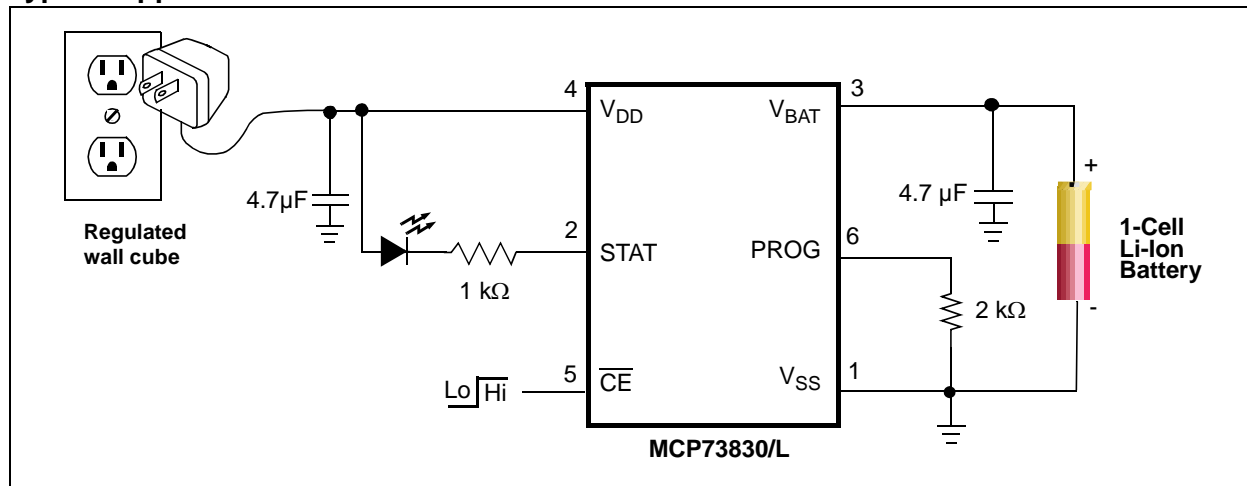 Regulated
wall cube
4.7µF
1 kΩ
4
VDD
2
STAT
5
CE
Lo Hi
VBAT
3
PROG
6
VSS
1
MCP73830/L
4.7 µF
2 kΩ
+
1-Cell
Li-Ion
Battery
-